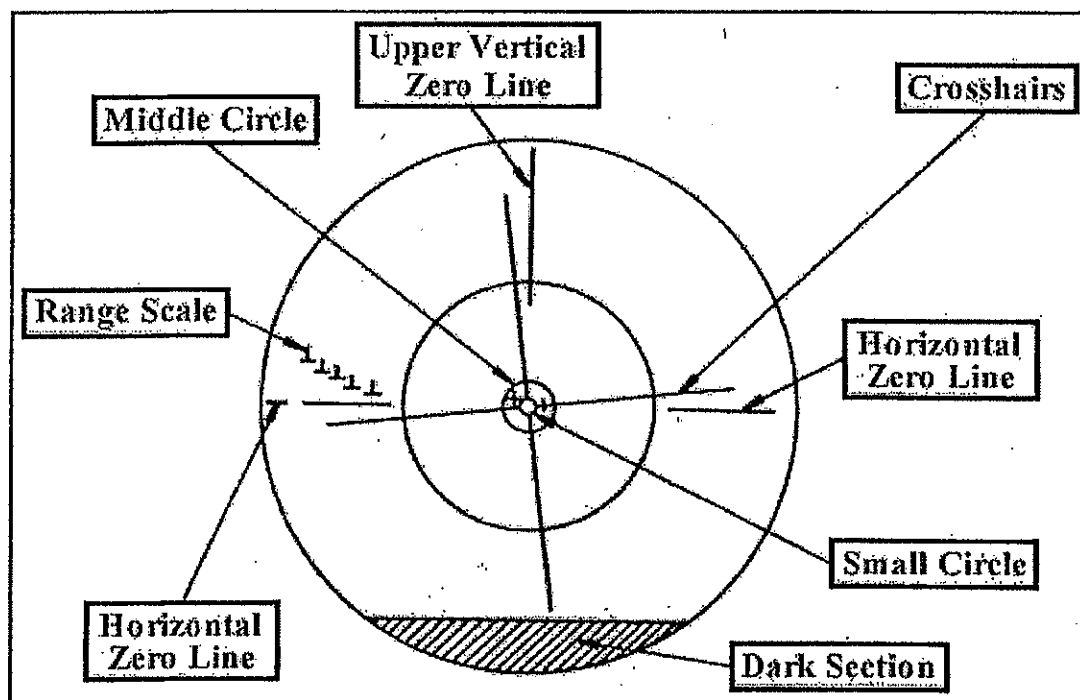 Upper Vertical
Zero Line
Crosshairs
Middle Circle
Range Scale
Horizontal
Zero Line
Small Circle
Horizontal
Zero Line
Dark Section